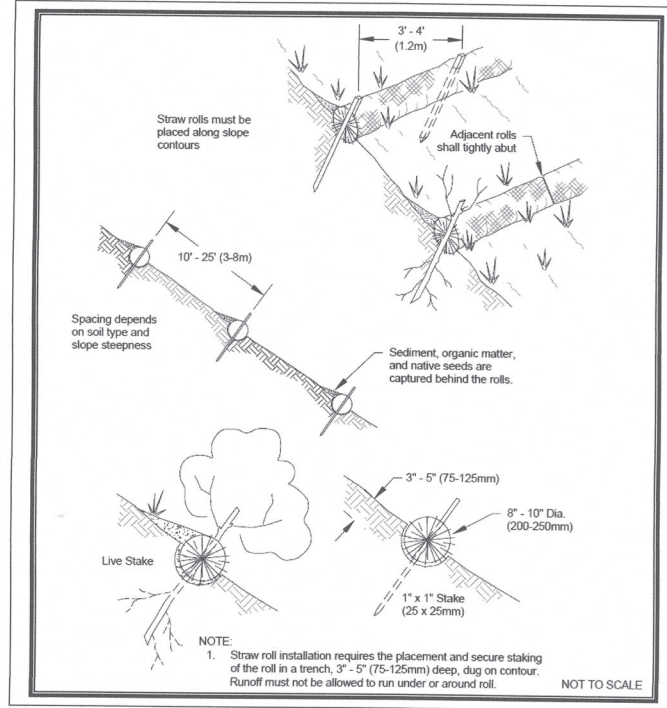 3' - 4'
(1.2m)
Straw rolls must be
placed along slope
contours
Adjacent rolls
shall tightly abut
10' - 25' (3-8m)
Spacing depends
on soil type and
slope steepness
Sediment, organic matter,
and native seeds are
captured behind the rolls.
3" - 5" (75-125mm)
8" - 10" Dia.
(200-250mm)
Live Stake
1" x 1" Stake
(25 x 25mm)
NOTE:
1. Straw roll installation requires the placement and secure staking
of the roll in a trench, 3" - 5" (75-125mm) deep, dug on contour.
Runoff must not be allowed to run under or around roll.
NOT TO SCALE